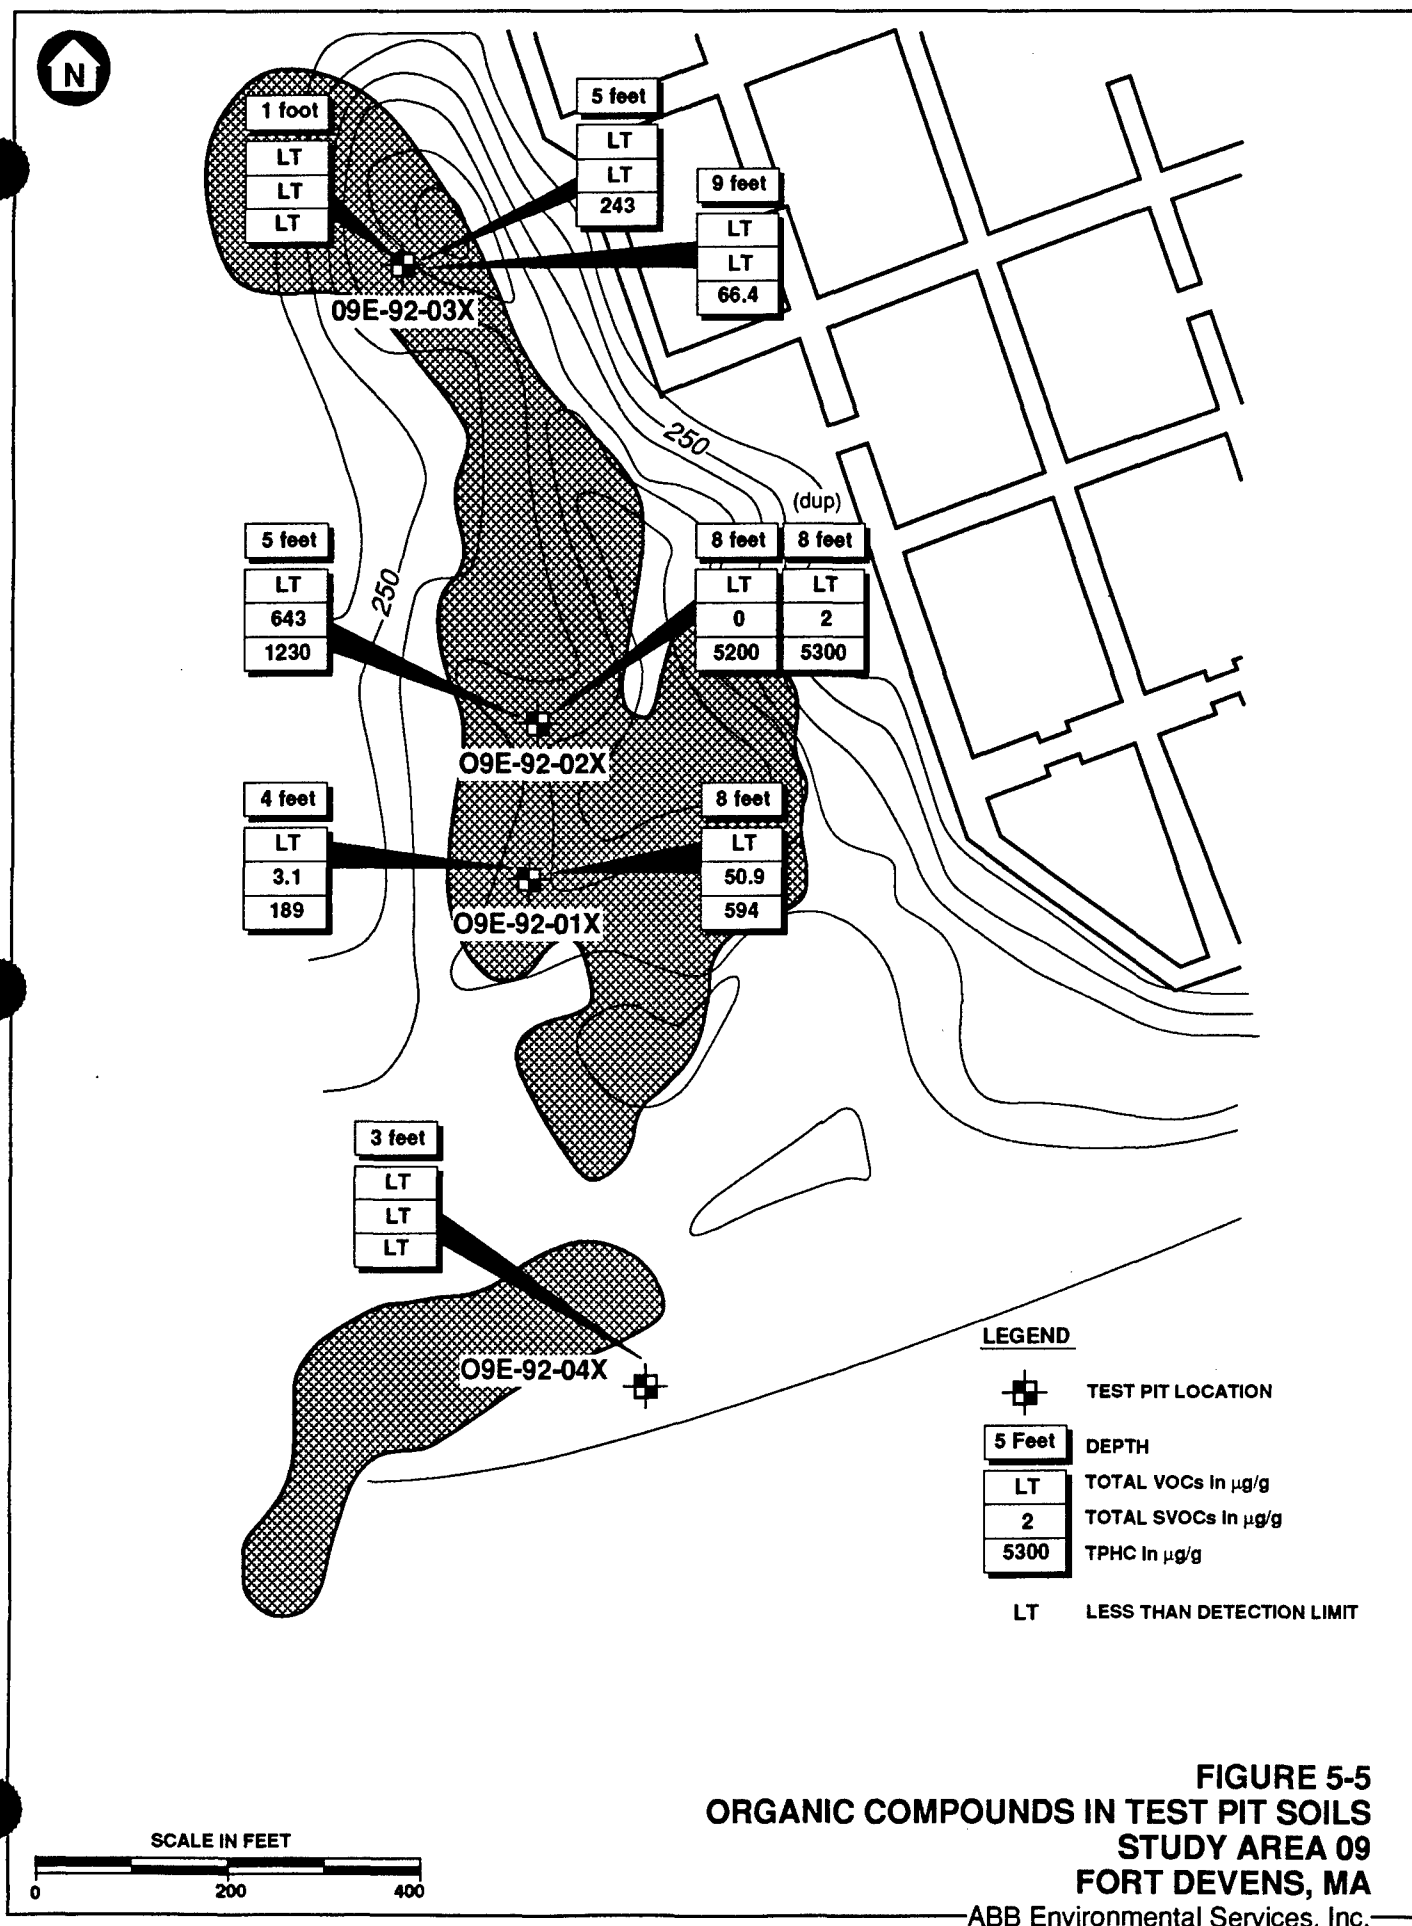 N
1 foot
LT
LT
LT
5 feet
LT
LT
243
9 feet
LT
LT
66.4
09E-92-03X
250
(dup)
5 feet
LT
643
1230
250
8 feet
LT
0
5200
8 feet
LT
2
5300
O9E-92-02X
4 feet
LT
3.1
189
8 feet
LT
50.9
594
O9E-92-01X
3 feet
LT
LT
LT
O9E-92-04X
LEGEND
TEST PIT LOCATION
5 Feet DEPTH
LT TOTAL VOCs in µg/g
2 TOTAL SVOCs in µg/g
5300 TPHC in µg/g
LT LESS THAN DETECTION LIMIT
FIGURE 5-5
ORGANIC COMPOUNDS IN TEST PIT SOILS
STUDY AREA 09
FORT DEVENS, MA
ABB Environmental Services, Inc.
SCALE IN FEET
0 200 400